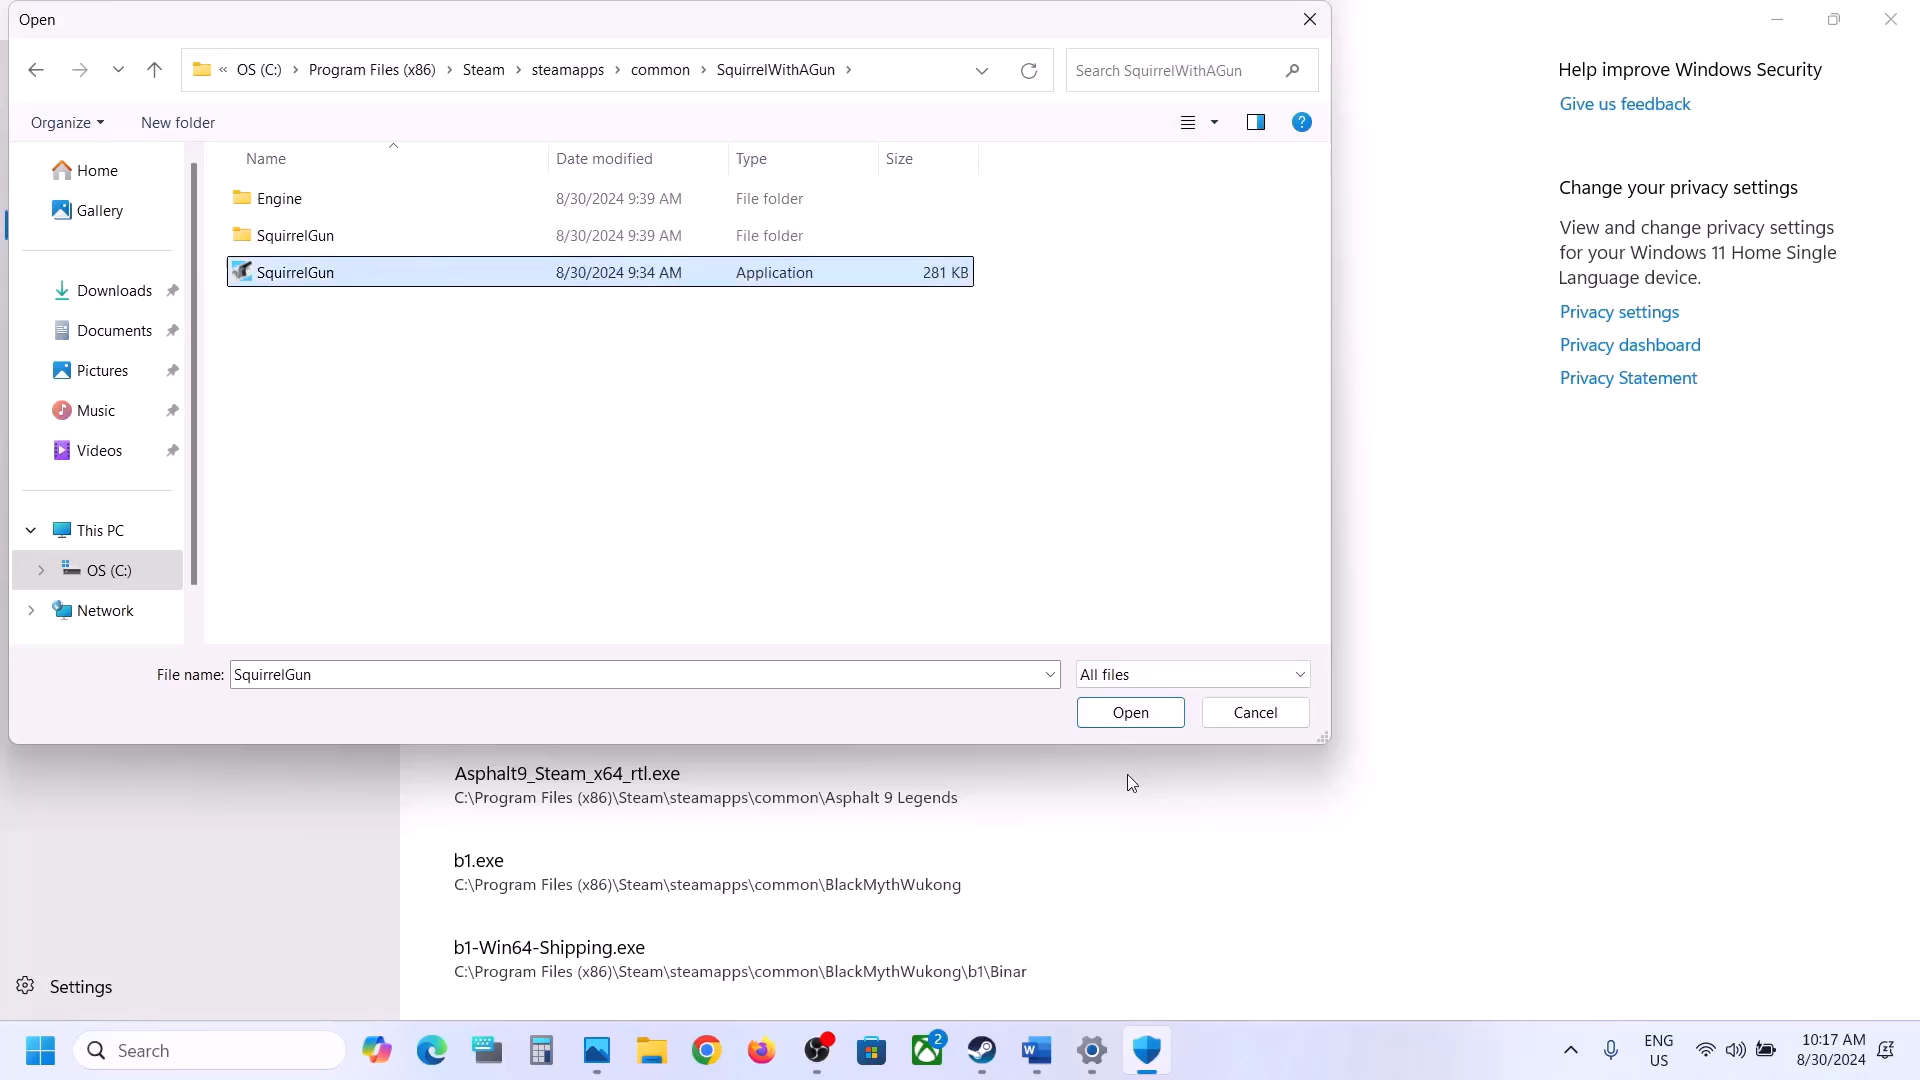 Open
« OS (C:) > Program Files (x86) > Steam > steamapps > common > SquirrelWithAGun >
Search SquirrelWithAGun
Organize
New folder
Name
Date modified
Type
Size
Home
Gallery
Downloads
Documents
Pictures
Music
Videos
This PC
OS (C:)
Network
Engine 8/30/2024 9:39 AM File folder
SquirrelGun 8/30/2024 9:39 AM File folder
SquirrelGun 8/30/2024 9:34 AM Application 281 KB
File name: SquirrelGun
All files
Open
Cancel
Help improve Windows Security
Give us feedback
Change your privacy settings
View and change privacy settings
for your Windows 11 Home Single
Language device.
Privacy settings
Privacy dashboard
Privacy Statement
Asphalt9_Steam_x64_rtl.exe
C:\Program Files (x86)\Steam\steamapps\common\Asphalt 9 Legends
b1.exe
C:\Program Files (x86)\Steam\steamapps\common\BlackMythWukong
b1-Win64-Shipping.exe
C:\Program Files (x86)\Steam\steamapps\common\BlackMythWukong\b1\Binar
Settings
Search
2
ENG
US
10:17 AM
8/30/2024